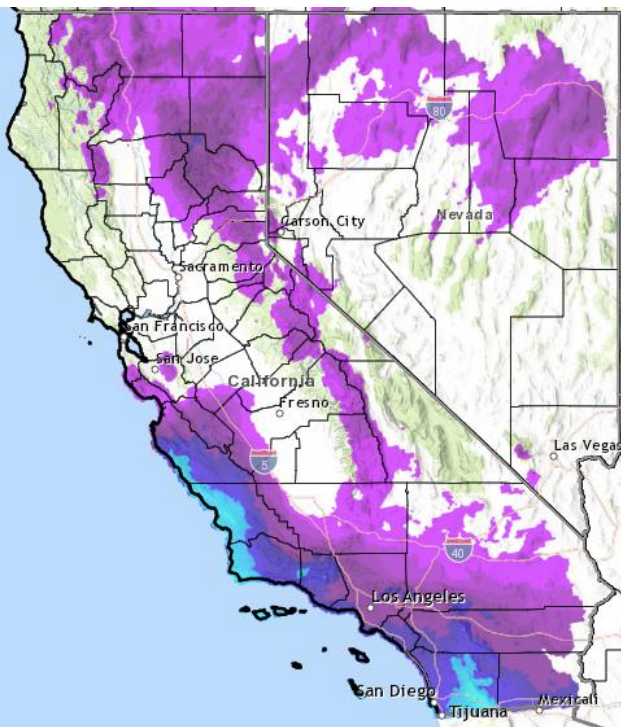 80
Carson City
Nevada
Sacramento
San Francisco
San Jose
California
Fresno
5
Las Vegas
40
Los Angeles
San Diego
Tijuana
Mexicali